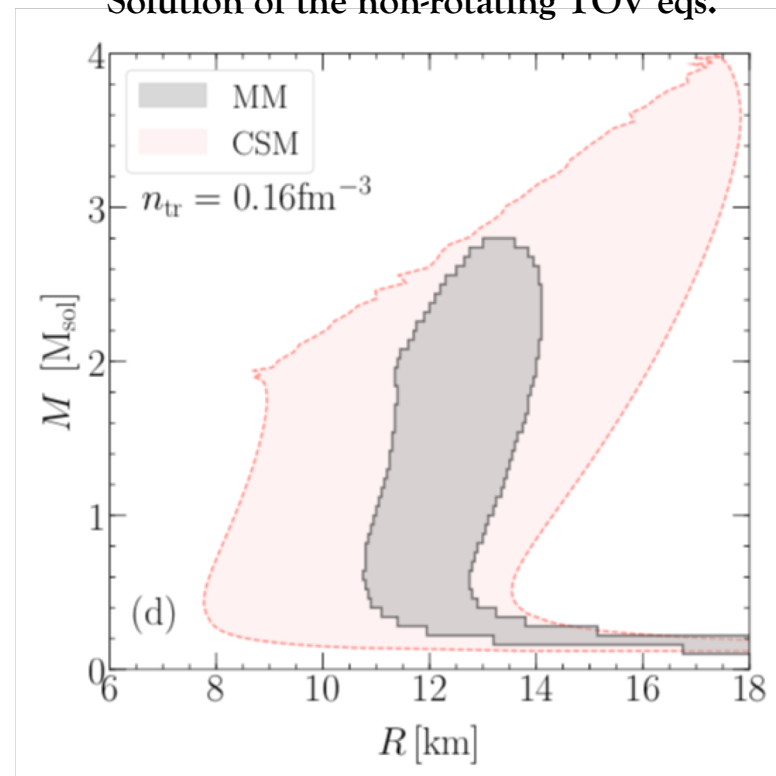 Solution of the non-rotating TOV eqs.
4
MM
CSM
n_tr = 0.16fm⁻³
3
M [M_sol]
2
1
(d)
0
6 8 10 12 14 16 18
R [km]